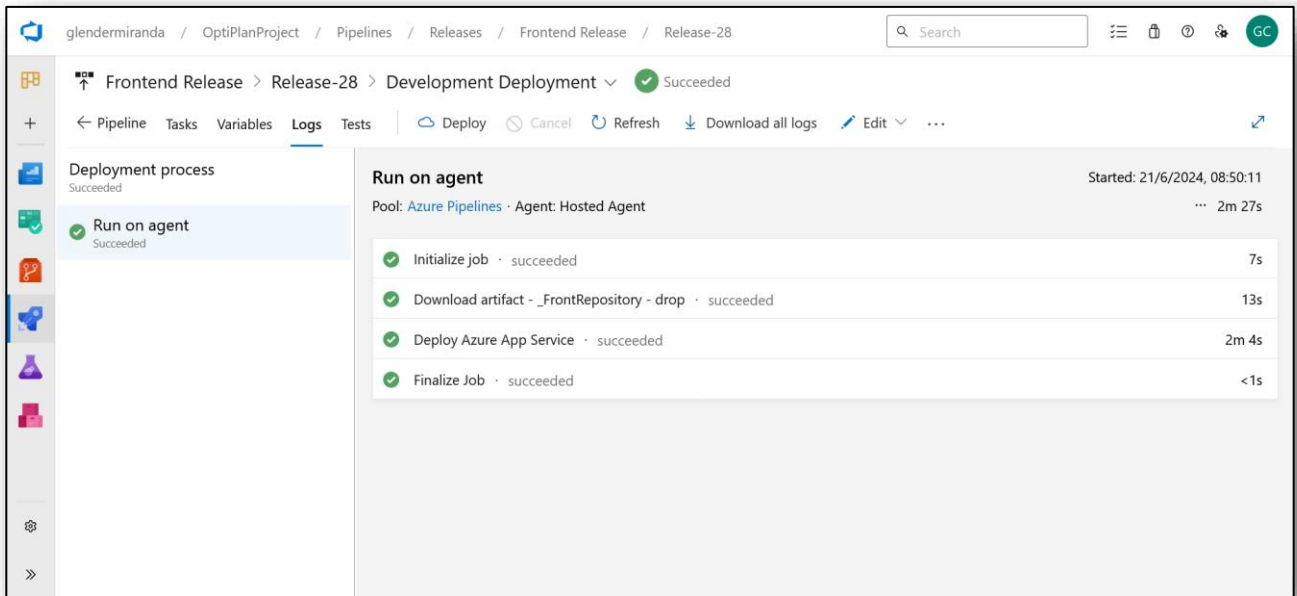 glendermiranda / OptiPlanProject / Pipelines / Releases / Frontend Release / Release-28 Search GC
Frontend Release > Release-28 > Development Deployment Succeeded
← Pipeline Tasks Variables Logs Tests Deploy Cancel Refresh Download all logs Edit ...
Deployment process
Succeeded
Run on agent
Succeeded
Run on agent Started: 21/6/2024, 08:50:11
Pool: Azure Pipelines · Agent: Hosted Agent ... 2m 27s
Initialize job · succeeded 7s
Download artifact - _FrontRepository - drop · succeeded 13s
Deploy Azure App Service · succeeded 2m 4s
Finalize Job · succeeded <1s